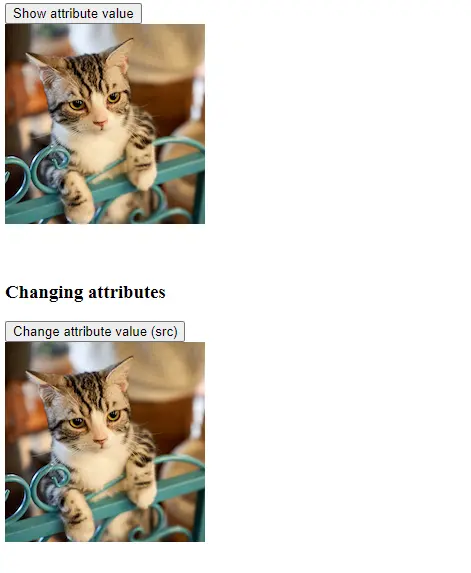 Show attribute value
Changing attributes
Change attribute value (src)